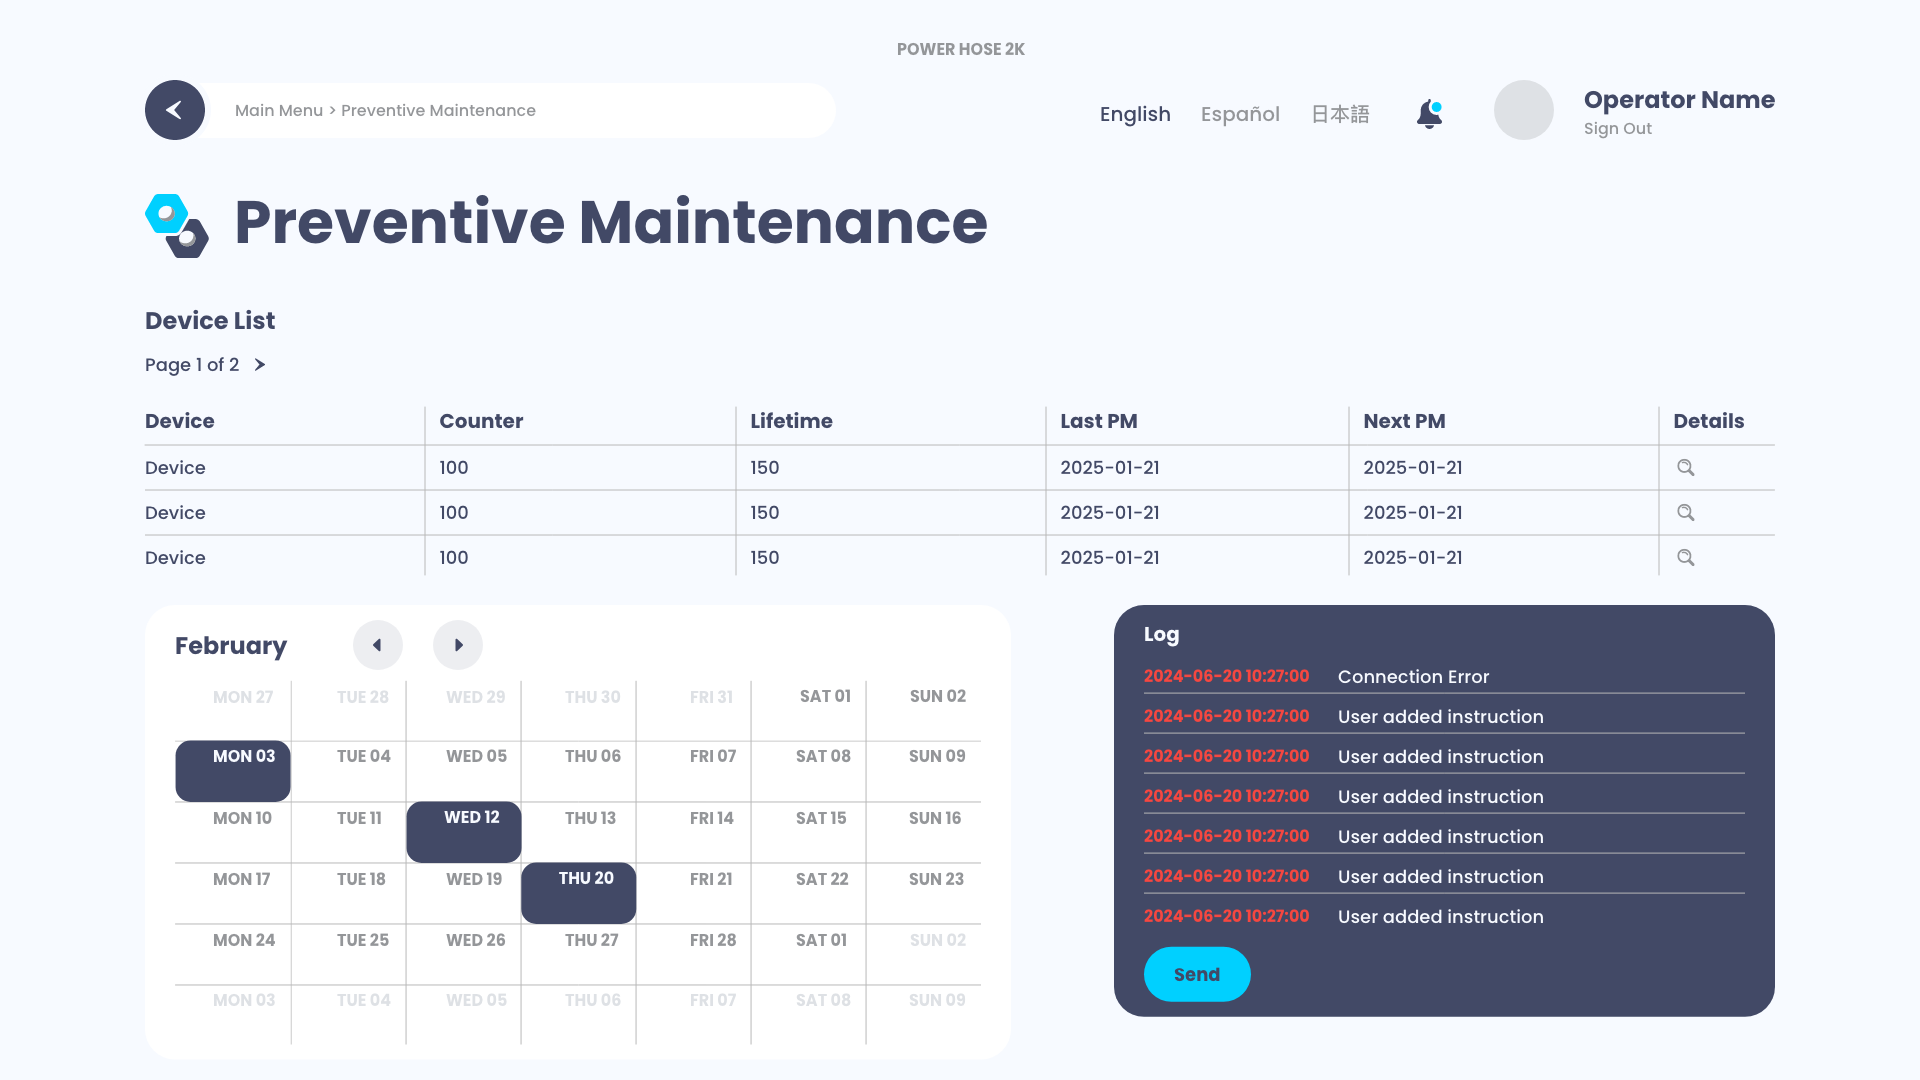 POWER HOSE 2K
Main Menu > Preventive Maintenance
English Español 日本語
Operator Name
Sign Out
Preventive Maintenance
Device List
Page 1 of 2 >
Device Counter Lifetime Last PM Next PM Details
Device 100 150 2025-01-21 2025-01-21
Device 100 150 2025-01-21 2025-01-21
Device 100 150 2025-01-21 2025-01-21
February
MON 27 TUE 28 WED 29 THU 30 FRI 31 SAT 01 SUN 02
MON 03 TUE 04 WED 05 THU 06 FRI 07 SAT 08 SUN 09
MON 10 TUE 11 WED 12 THU 13 FRI 14 SAT 15 SUN 16
MON 17 TUE 18 WED 19 THU 20 FRI 21 SAT 22 SUN 23
MON 24 TUE 25 WED 26 THU 27 FRI 28 SAT 01 SUN 02
MON 03 TUE 04 WED 05 THU 06 FRI 07 SAT 08 SUN 09
Log
2024-06-20 10:27:00 Connection Error
2024-06-20 10:27:00 User added instruction
2024-06-20 10:27:00 User added instruction
2024-06-20 10:27:00 User added instruction
2024-06-20 10:27:00 User added instruction
2024-06-20 10:27:00 User added instruction
2024-06-20 10:27:00 User added instruction
Send